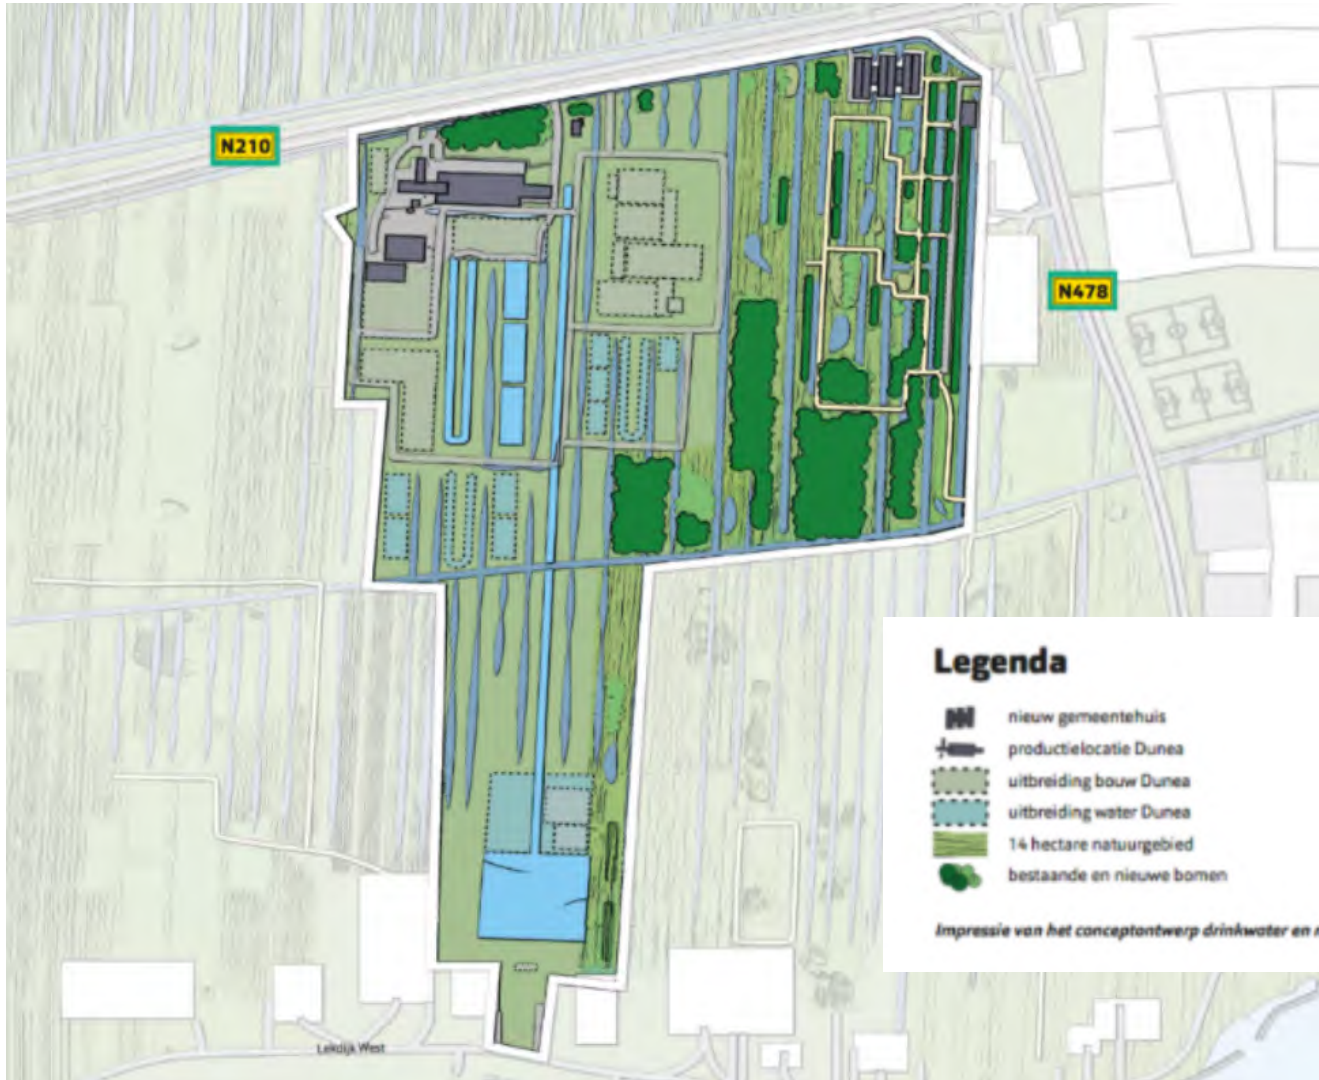 N210
N478
Legenda
nieuw gemeentehuis
productielocatie Dunea
uitbreiding bouw Dunea
uitbreiding water Dunea
14 hectare natuurgebied
bestaande en nieuwe bomen
Impressie van het conceptontwerp drinkwater en
Lekdijk West